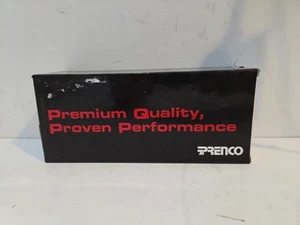 Premium Quality,
Proven Performance
PRENCO